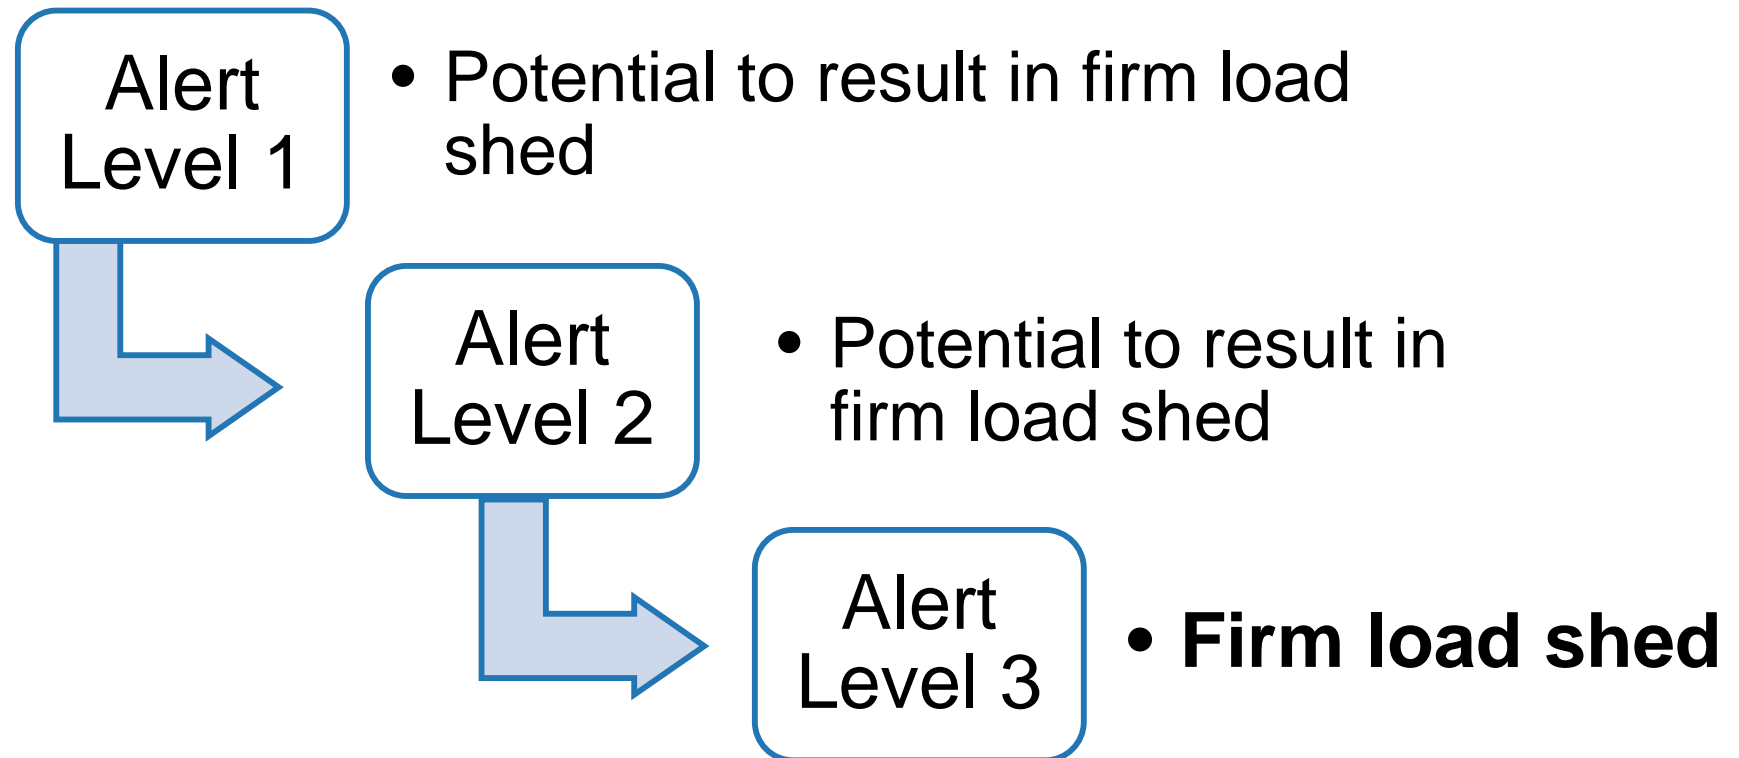 Alert
Level 1
• Potential to result in firm load
shed
Alert
Level 2
• Potential to result in
firm load shed
Alert
Level 3
• Firm load shed